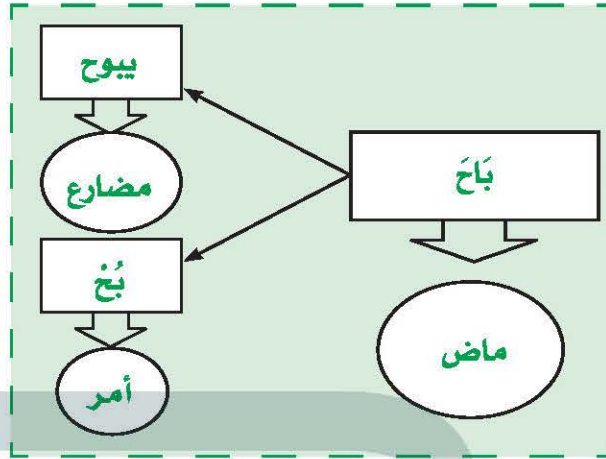 بَاحَ
ماض
يبوح
مضارع
بُحْ
أمر